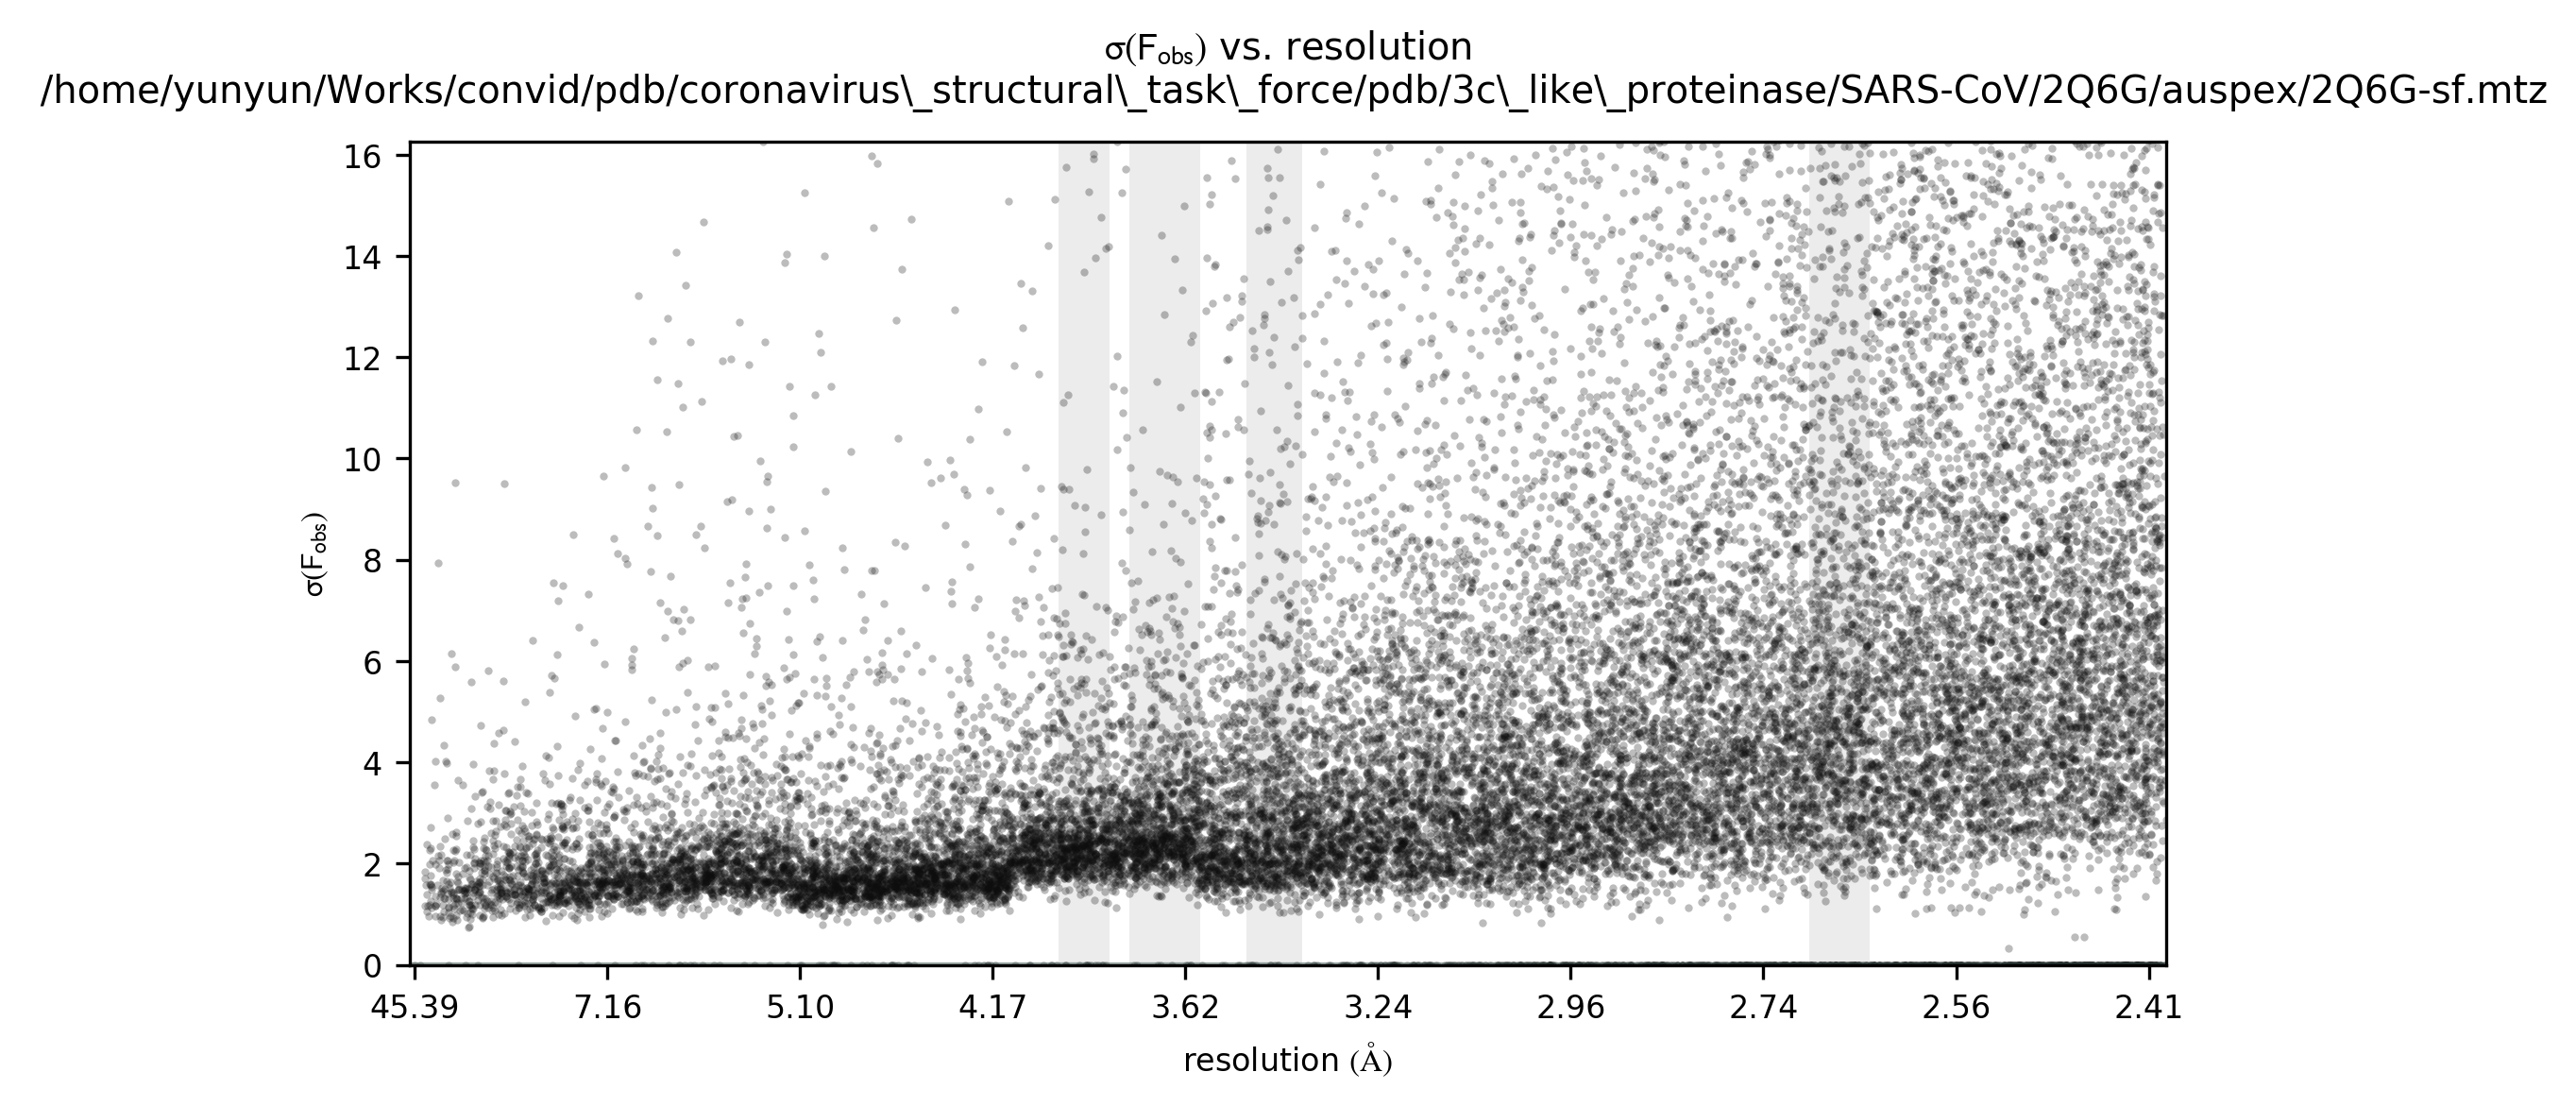 σ(Fobs) vs. resolution
/home/yunyun/Works/convid/pdb/coronavirus\_structural\_task\_force/pdb/3c\_like\_proteinase/SARS-CoV/2Q6G/auspex/2Q6G-sf.mtz
16
14
12
10
8
6
4
2
0
σ(Fobs)
45.39 7.16 5.10 4.17 3.62 3.24 2.96 2.74 2.56 2.41
resolution (Å)